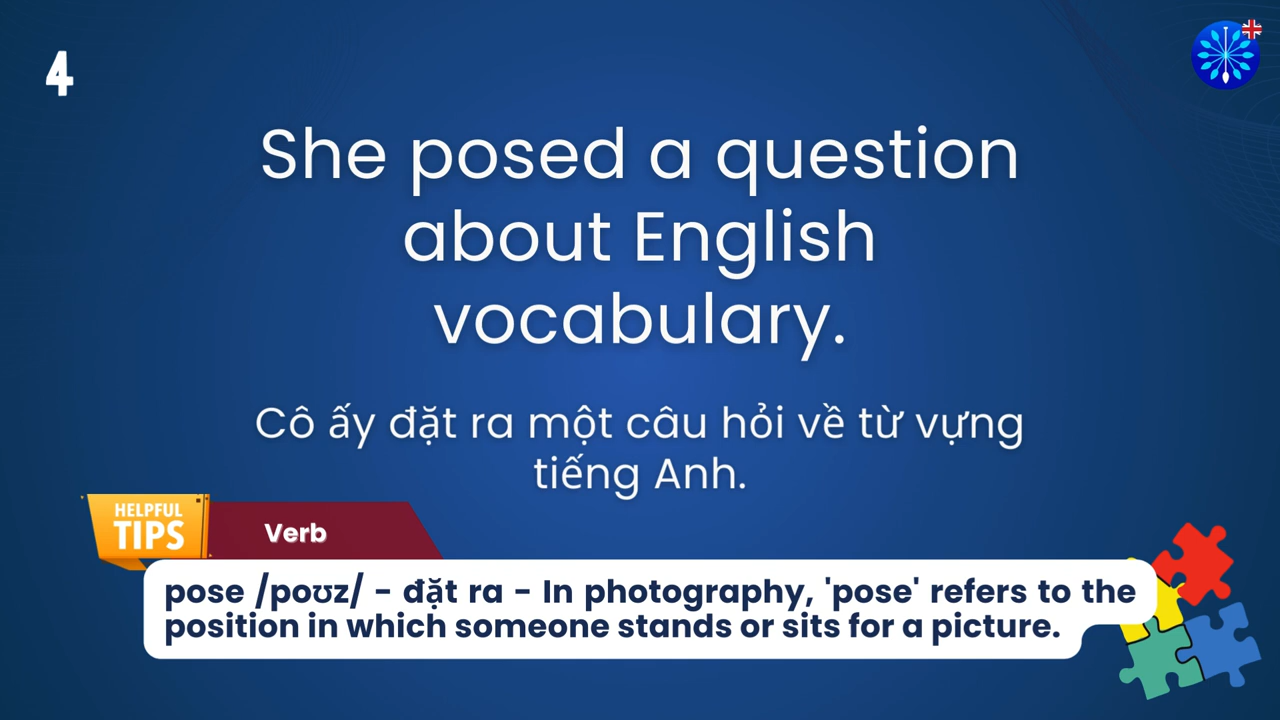 4
She posed a question
about English
vocabulary.
Cô ấy đặt ra một câu hỏi về từ vựng
tiếng Anh.
HELPFUL
TIPS
Verb
pose /poʊz/ - đặt ra - In photography, 'pose' refers to the
position in which someone stands or sits for a picture.